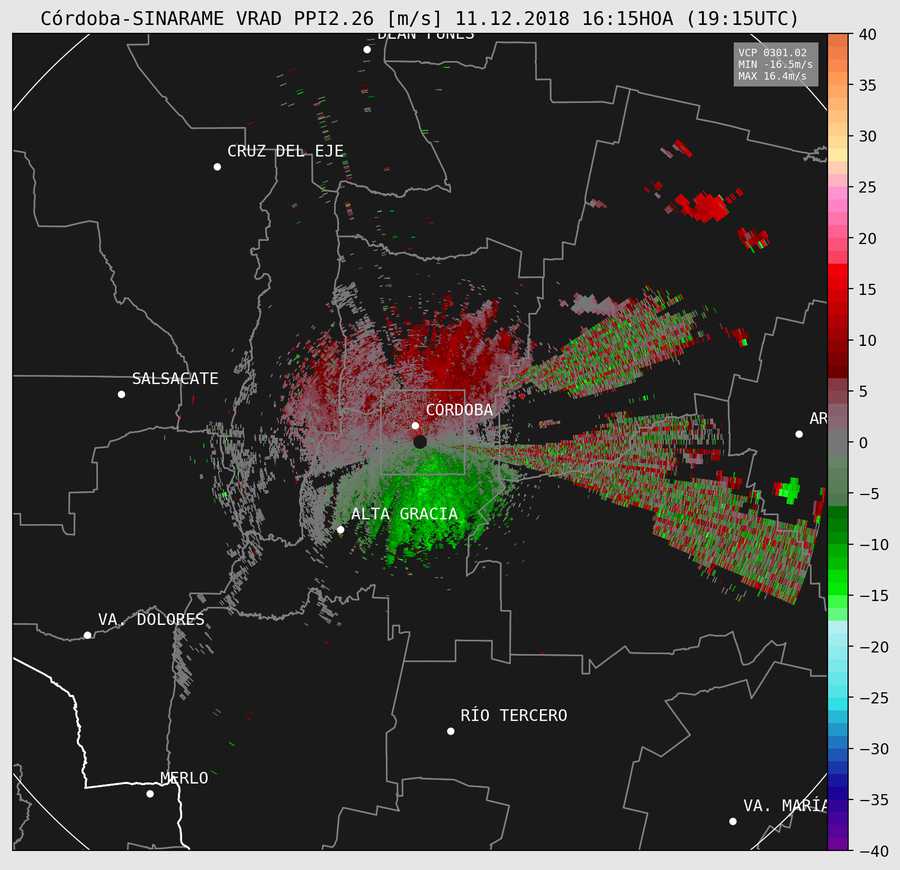 Córdoba-SINARAME VRAD PPI2.26 [m/s] 11.12.2018 16:15HOA (19:15UTC)
DEAN FUNES
VCP 0301.02
MIN -16.5m/s
MAX 16.4m/s
CRUZ DEL EJE
SALSACATE
CÓRDOBA
AR
ALTA GRACIA
VA. DOLORES
RÍO TERCERO
MERLO
VA. MARÍA
40
35
30
25
20
15
10
5
0
−5
−10
−15
−20
−25
−30
−35
−40